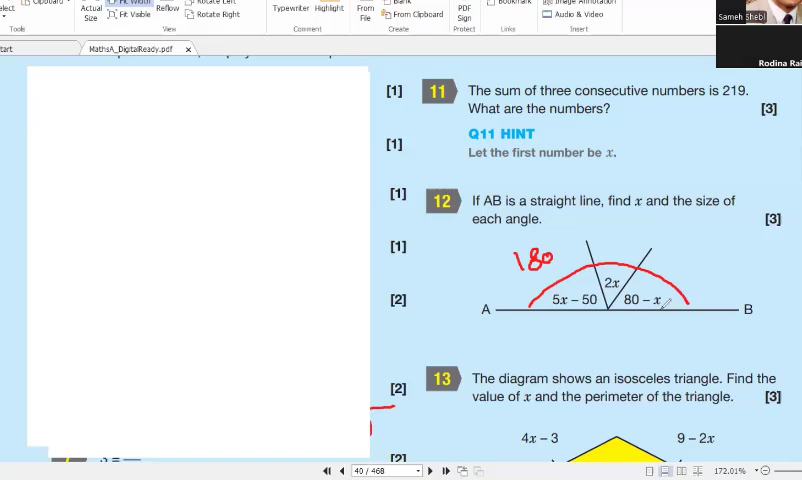 Clipboard
Actual
Size
Fit Width
Fit Visible
Reflow
Rotate Left
Rotate Right
Typewriter Highlight
From
File
Blank
From Clipboard
PDF
Sign
Bookmark
Image Annotation
Audio & Video
Tools
View
Comment
Create
Protect
Links
Insert
Sameh Shebl
Rodina Rai
tart
MathsA_DigitalReady.pdf ×
[1]
[1]
[1]
[1]
[2]
[2]
[2]
11 The sum of three consecutive numbers is 219.
What are the numbers? [3]
Q11 HINT
Let the first number be x.
12 If AB is a straight line, find x and the size of
each angle. [3]
180
2x
5x – 50 80 – x
A B
13 The diagram shows an isosceles triangle. Find the
value of x and the perimeter of the triangle. [3]
4x – 3 9 – 2x
40 / 468
172.01%